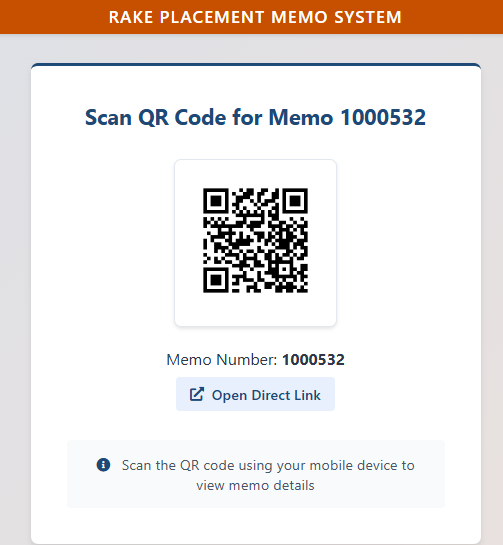 RAKE PLACEMENT MEMO SYSTEM
Scan QR Code for Memo 1000532
Memo Number: 1000532
Open Direct Link
Scan the QR code using your mobile device to
view memo details